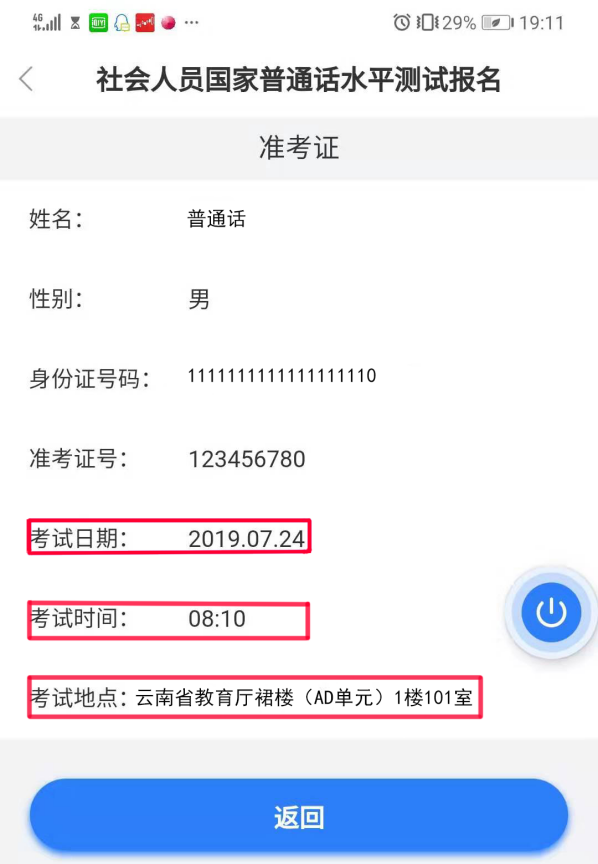 4G 29% 19:11
社会人员国家普通话水平测试报名
准考证
姓名： 普通话
性别： 男
身份证号码： 1111111111111111110
准考证号： 123456780
考试日期： 2019.07.24
考试时间： 08:10
考试地点：云南省教育厅裙楼（AD单元）1楼101室
返回